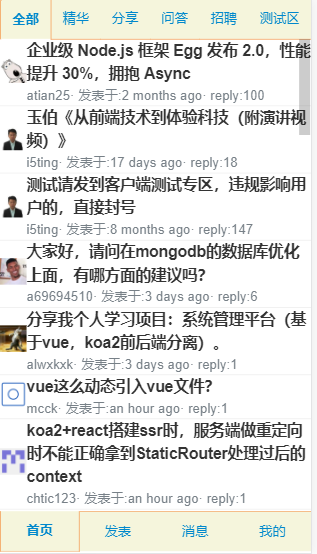 全部 精华 分享 问答 招聘 测试区
企业级 Node.js 框架 Egg 发布 2.0，性能
提升 30%，拥抱 Async
atian25· 发表于:2 months ago· reply:100
玉伯《从前端技术到体验科技（附演讲视
频）》
i5ting· 发表于:17 days ago· reply:18
测试请发到客户端测试专区，违规影响用
户的，直接封号
i5ting· 发表于:8 months ago· reply:147
大家好，请问在mongodb的数据库优化
上面，有哪方面的建议吗?
a69694510· 发表于:3 days ago· reply:6
分享我个人学习项目：系统管理平台（基
于vue，koa2前后端分离）。
alwxkxk· 发表于:3 days ago· reply:1
vue这么动态引入vue文件?
mcck· 发表于:an hour ago· reply:1
koa2+react搭建ssr时，服务端做重定向
时不能正确拿到StaticRouter处理过后的
context
chtic123· 发表于:an hour ago· reply:1
首页 发表 消息 我的